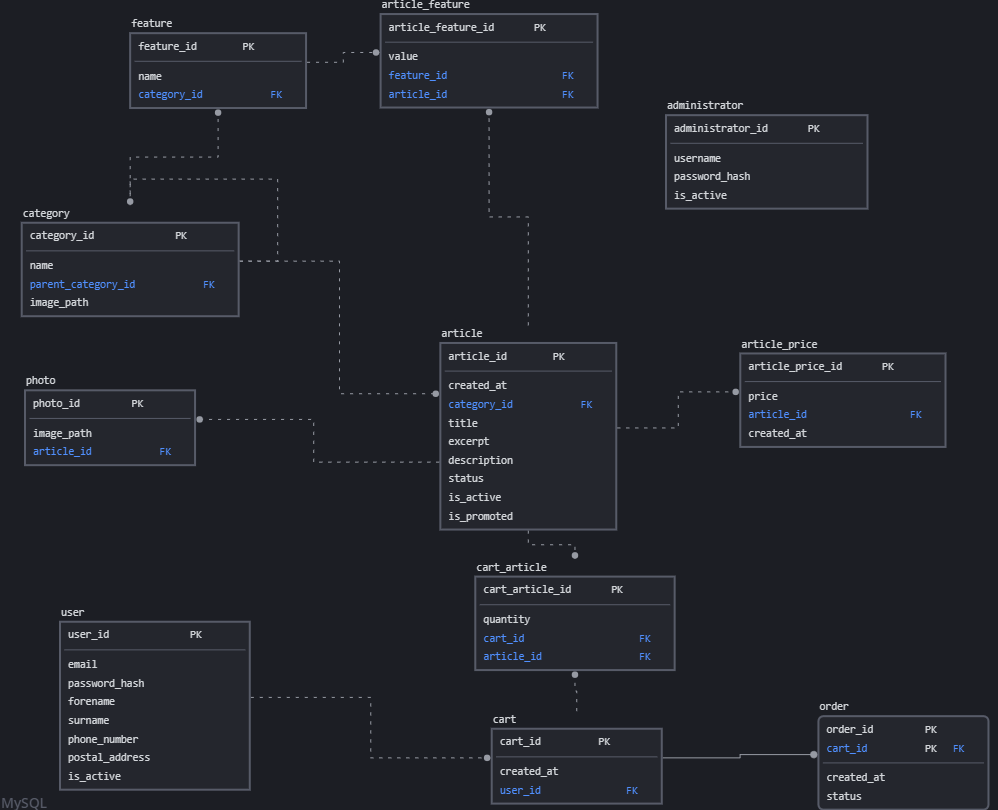 article_feature
article_feature_id PK
value
feature_id FK
article_id FK
feature
feature_id PK
name
category_id FK
administrator
administrator_id PK
username
password_hash
is_active
category
category_id PK
name
parent_category_id FK
image_path
article
article_id PK
created_at
category_id FK
title
excerpt
description
status
is_active
is_promoted
article_price
article_price_id PK
price
article_id FK
created_at
photo
photo_id PK
image_path
article_id FK
cart_article
cart_article_id PK
quantity
cart_id FK
article_id FK
user
user_id PK
email
password_hash
forename
surname
phone_number
postal_address
is_active
cart
cart_id PK
created_at
user_id FK
order
order_id PK
cart_id PK FK
created_at
status
MySQL